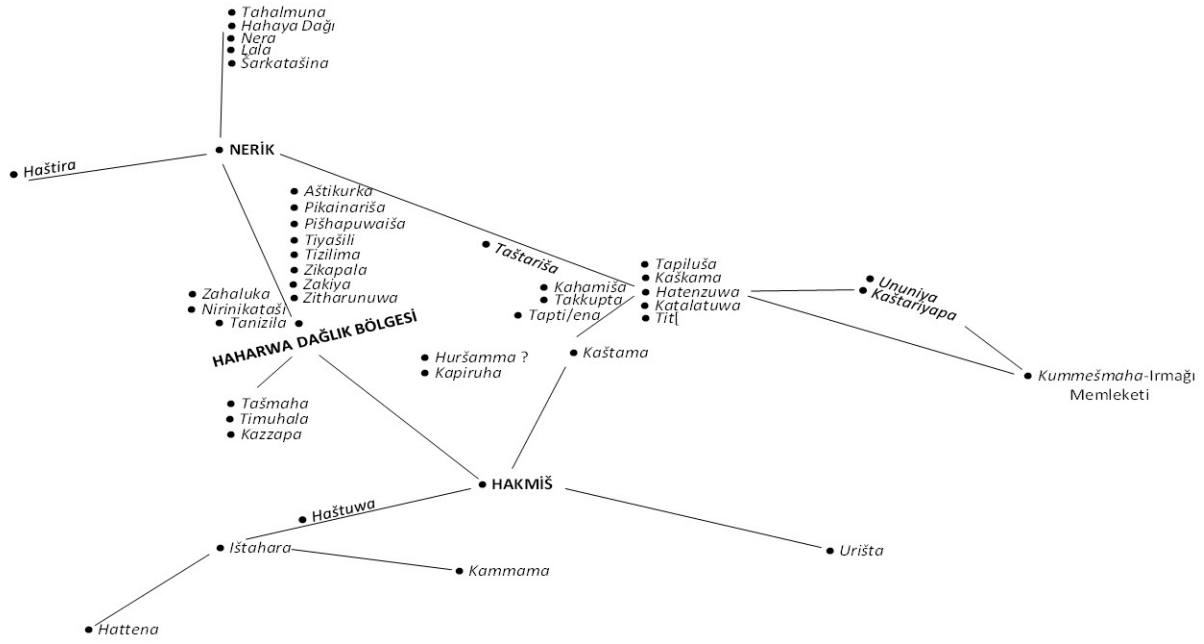 Tahalmuna
Hahaya Dağı
Nera
Lala
Šarkatašina
NERİK
Haštira
Aštikurka
Pikainariša
Pišhapuwaiša
Tiyašili
Tizilima
Zikapala
Zakiya
Zitharunuwa
Zahaluka
Nirinikataši
Tanizila
HAHARWA DAĞLIK BÖLGESİ
Taštariša
Kahamiša
Takkupta
Tapti/ena
Tapiluša
Kaškama
Hatenzuwa
Katalatuwa
Tit[
Ununiya
Kaštariyapa
Kaštama
Huršamma ?
Kapiruha
Kummešmaha-Irmağı
Memleketi
Tašmaha
Timuhala
Kazzapa
HAKMİŠ
Haštuwa
Ištahara
Urišta
Kammama
Hattena